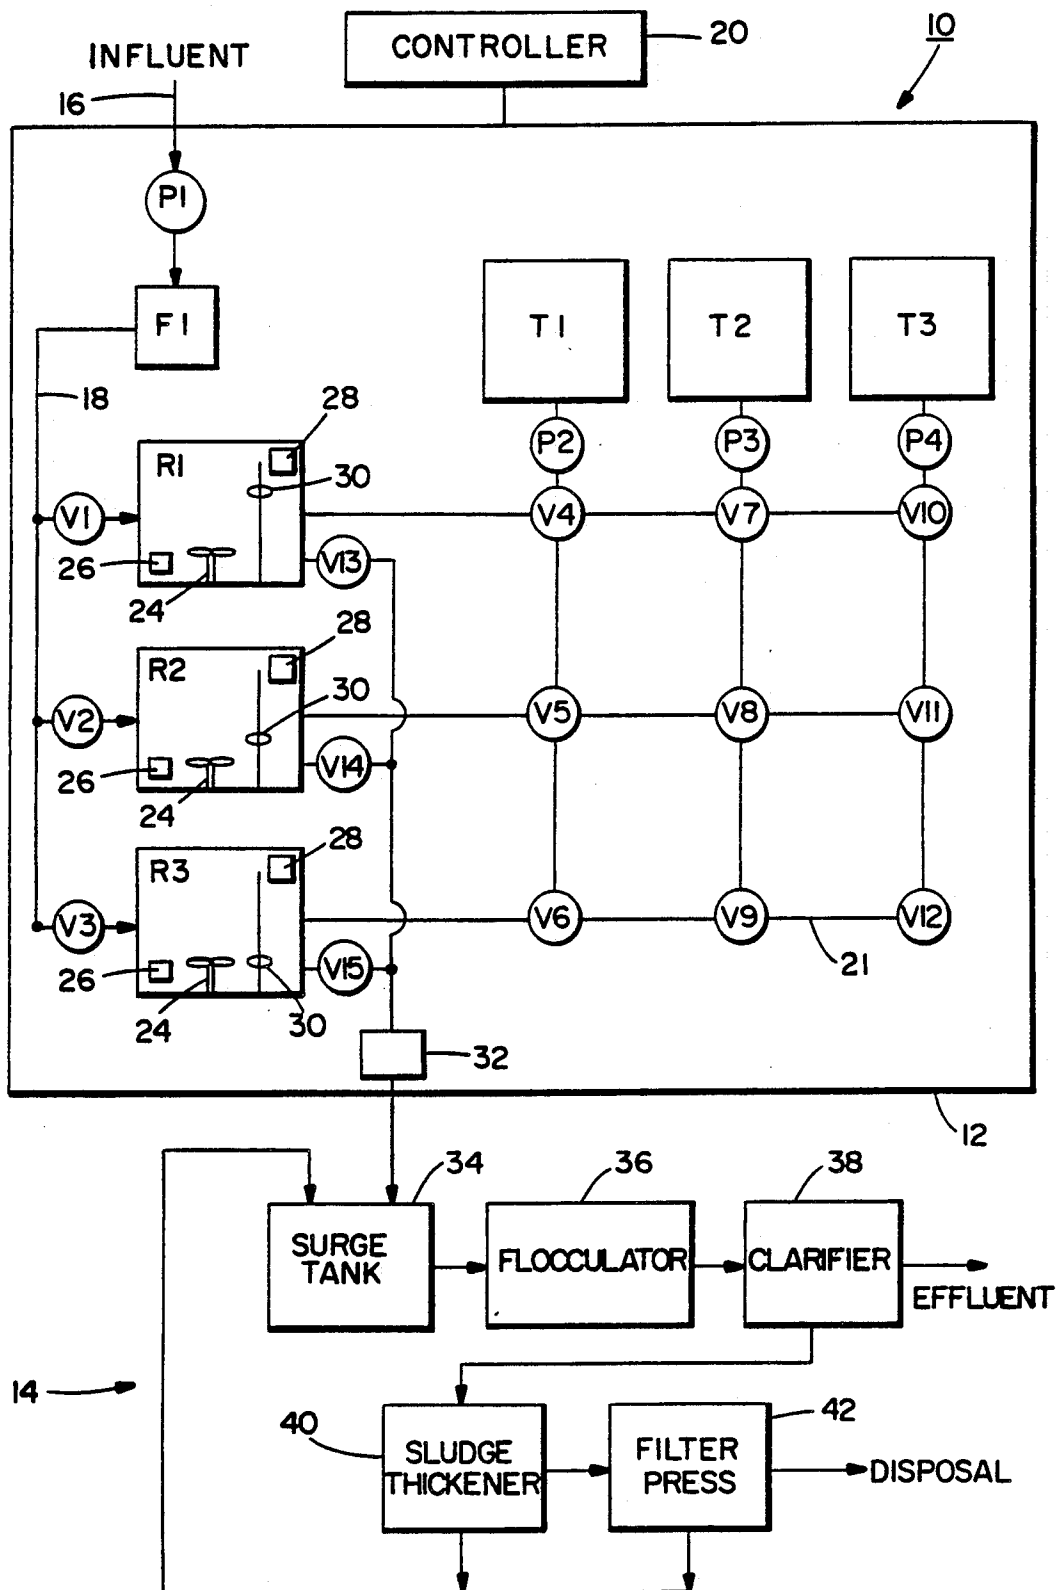 CONTROLLER
20
10
INFLUENT
16
P1
F1
T1
T2
T3
18
28
P2
P3
P4
R1
30
V1
V4
V7
V10
26
V13
24
28
R2
30
V2
V5
V8
V11
26
V14
24
28
R3
V3
V6
V9
V12
26
V15
21
24
30
32
12
34
36
38
SURGE
TANK
FLOCCULATOR
CLARIFIER
EFFLUENT
14
40
42
SLUDGE
THICKENER
FILTER
PRESS
DISPOSAL